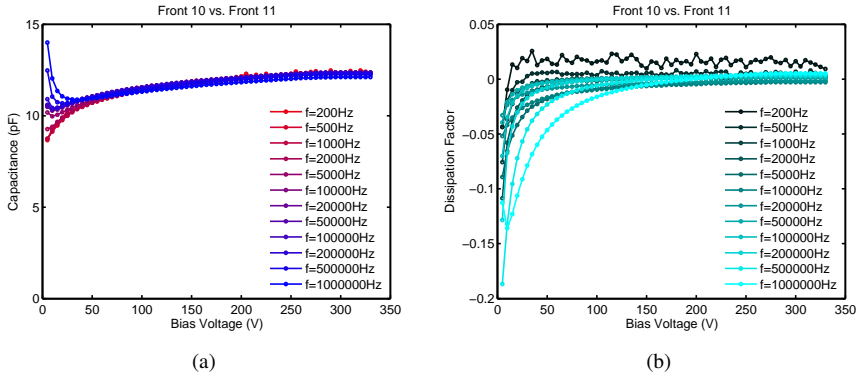 Front 10 vs. Front 11
15
10
5
0
Capacitance (pF)
0 50 100 150 200 250 300 350
Bias Voltage (V)
f=200Hz
f=500Hz
f=1000Hz
f=2000Hz
f=5000Hz
f=10000Hz
f=20000Hz
f=50000Hz
f=100000Hz
f=200000Hz
f=500000Hz
f=1000000Hz
(a)
Front 10 vs. Front 11
0.05
0
−0.05
−0.1
−0.15
−0.2
Dissipation Factor
0 50 100 150 200 250 300 350
Bias Voltage (V)
f=200Hz
f=500Hz
f=1000Hz
f=2000Hz
f=5000Hz
f=10000Hz
f=20000Hz
f=50000Hz
f=100000Hz
f=200000Hz
f=500000Hz
f=1000000Hz
(b)